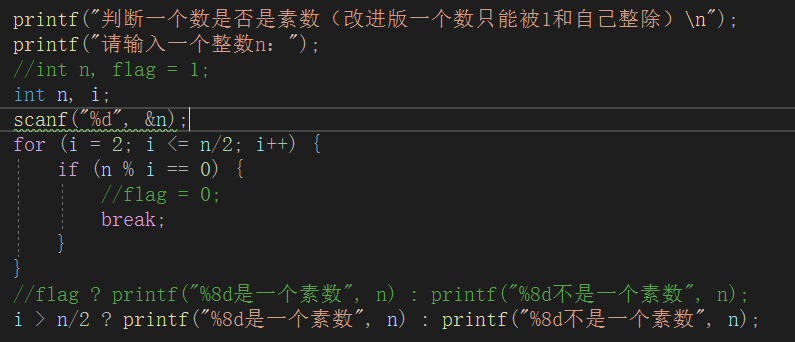 printf("判断一个数是否是素数（改进版一个数只能被1和自己整除）\n");
printf("请输入一个整数n：");
//int n, flag = 1;
int n, i;
scanf("%d", &n);
for (i = 2; i <= n/2; i++) {
if (n % i == 0) {
//flag = 0;
break;
}
}
//flag ? printf("%8d是一个素数", n) : printf("%8d不是一个素数", n);
i > n/2 ? printf("%8d是一个素数", n) : printf("%8d不是一个素数", n);